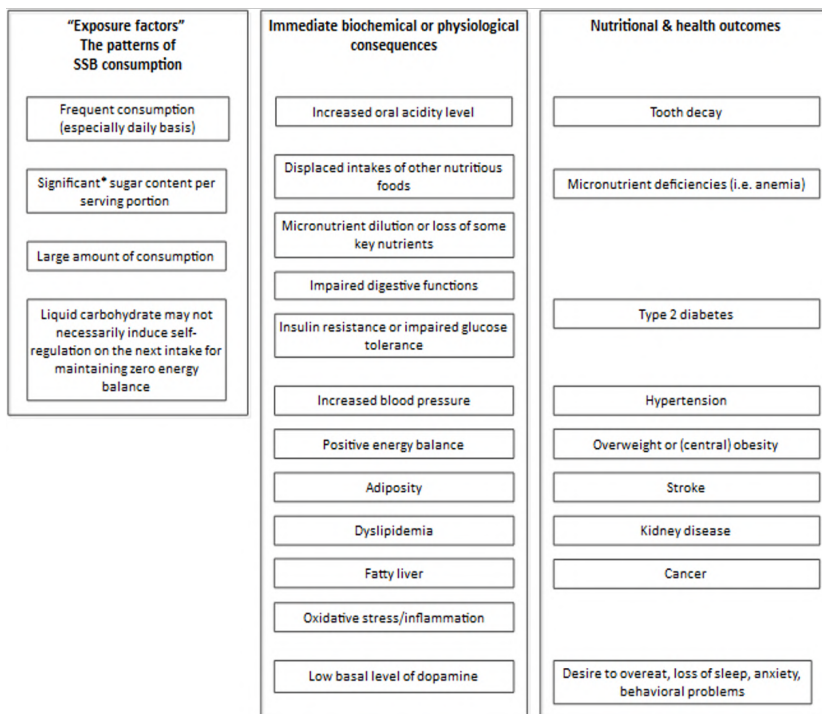 “Exposure factors”
The patterns of
SSB consumption
Frequent consumption
(especially daily basis)
Significant* sugar content per
serving portion
Large amount of consumption
Liquid carbohydrate may not
necessarily induce self-
regulation on the next intake for
maintaining zero energy
balance
Immediate biochemical or physiological
consequences
Increased oral acidity level
Displaced intakes of other nutritious
foods
Micronutrient dilution or loss of some
key nutrients
Impaired digestive functions
Insulin resistance or impaired glucose
tolerance
Increased blood pressure
Positive energy balance
Adiposity
Dyslipidemia
Fatty liver
Oxidative stress/inflammation
Low basal level of dopamine
Nutritional & health outcomes
Tooth decay
Micronutrient deficiencies (i.e. anemia)
Type 2 diabetes
Hypertension
Overweight or (central) obesity
Stroke
Kidney disease
Cancer
Desire to overeat, loss of sleep, anxiety,
behavioral problems